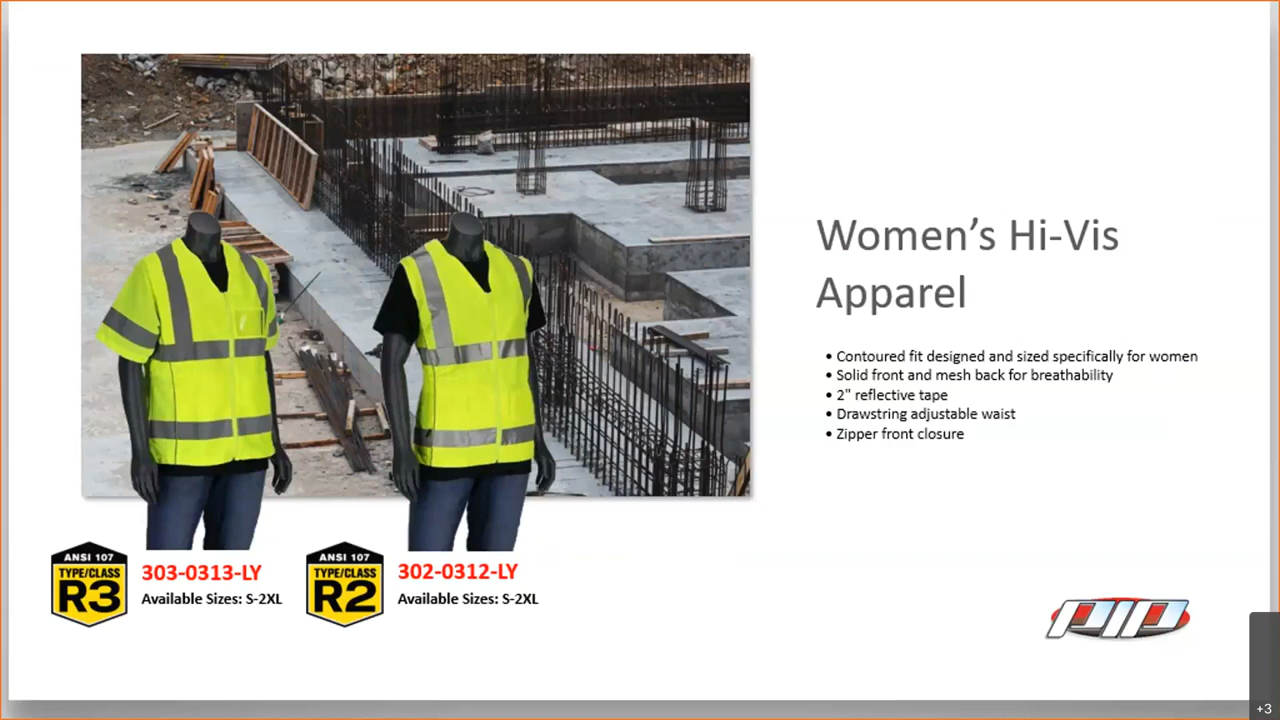 Women’s Hi-Vis
Apparel
• Contoured fit designed and sized specifically for women
• Solid front and mesh back for breathability
• 2" reflective tape
• Drawstring adjustable waist
• Zipper front closure
ANSI 107
TYPE/CLASS
R3
303-0313-LY
Available Sizes: S-2XL
ANSI 107
TYPE/CLASS
R2
302-0312-LY
Available Sizes: S-2XL
PIP
+3